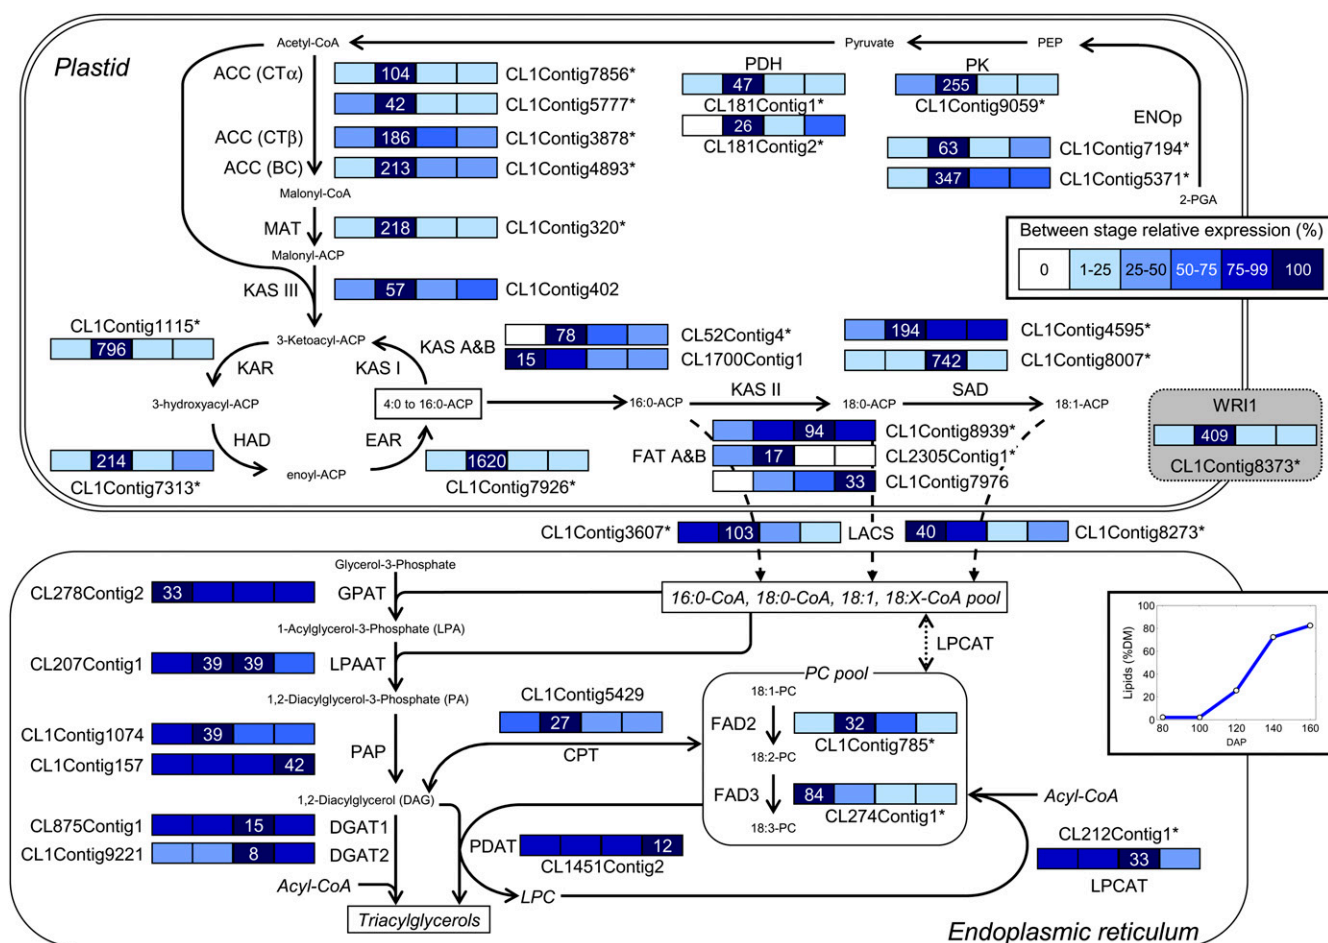 Plastid
Acetyl-CoA
Pyruvate
PEP
ACC (CTα)
104
CL1Contig7856*
42
CL1Contig5777*
ACC (CTβ)
186
CL1Contig3878*
ACC (BC)
213
CL1Contig4893*
Malonyl-CoA
MAT
218
CL1Contig320*
Malonyl-ACP
KAS III
57
CL1Contig402
PDH
47
CL181Contig1*
26
CL181Contig2*
PK
255
CL1Contig9059*
ENOp
63
CL1Contig7194*
347
CL1Contig5371*
2-PGA
Between stage relative expression (%)
0 1-25 25-50 50-75 75-99 100
CL1Contig1115*
796
3-Ketoacyl-ACP
KAR
KAS I
3-hydroxyacyl-ACP
4:0 to 16:0-ACP
HAD
EAR
214
CL1Contig7313*
enoyl-ACP
1620
CL1Contig7926*
KAS A&B
78
CL52Contig4*
15
CL1700Contig1
194
CL1Contig4595*
742
CL1Contig8007*
16:0-ACP
KAS II
18:0-ACP
SAD
18:1-ACP
WRI1
409
CL1Contig8373*
FAT A&B
94
CL1Contig8939*
17
CL2305Contig1*
33
CL1Contig7976
CL1Contig3607*
103
LACS
40
CL1Contig8273*
Glycerol-3-Phosphate
CL278Contig2
33
GPAT
16:0-CoA, 18:0-CoA, 18:1, 18:X-CoA pool
1-Acylglycerol-3-Phosphate (LPA)
LPCAT
CL207Contig1
39 39
LPAAT
1,2-Diacylglycerol-3-Phosphate (PA)
CL1Contig1074
39
PAP
CL1Contig157
42
CL1Contig5429
27
CPT
PC pool
18:1-PC
FAD2
32
CL1Contig785*
18:2-PC
FAD3
84
CL274Contig1*
18:3-PC
1,2-Diacylglycerol (DAG)
CL875Contig1
15
DGAT1
CL1Contig9221
8
DGAT2
Acyl-CoA
Triacylglycerols
PDAT
12
CL1451Contig2
LPC
Acyl-CoA
CL212Contig1*
33
LPCAT
Lipids (%DM)
100
80
60
40
20
0
80 100 120 140 160
DAP
Endoplasmic reticulum